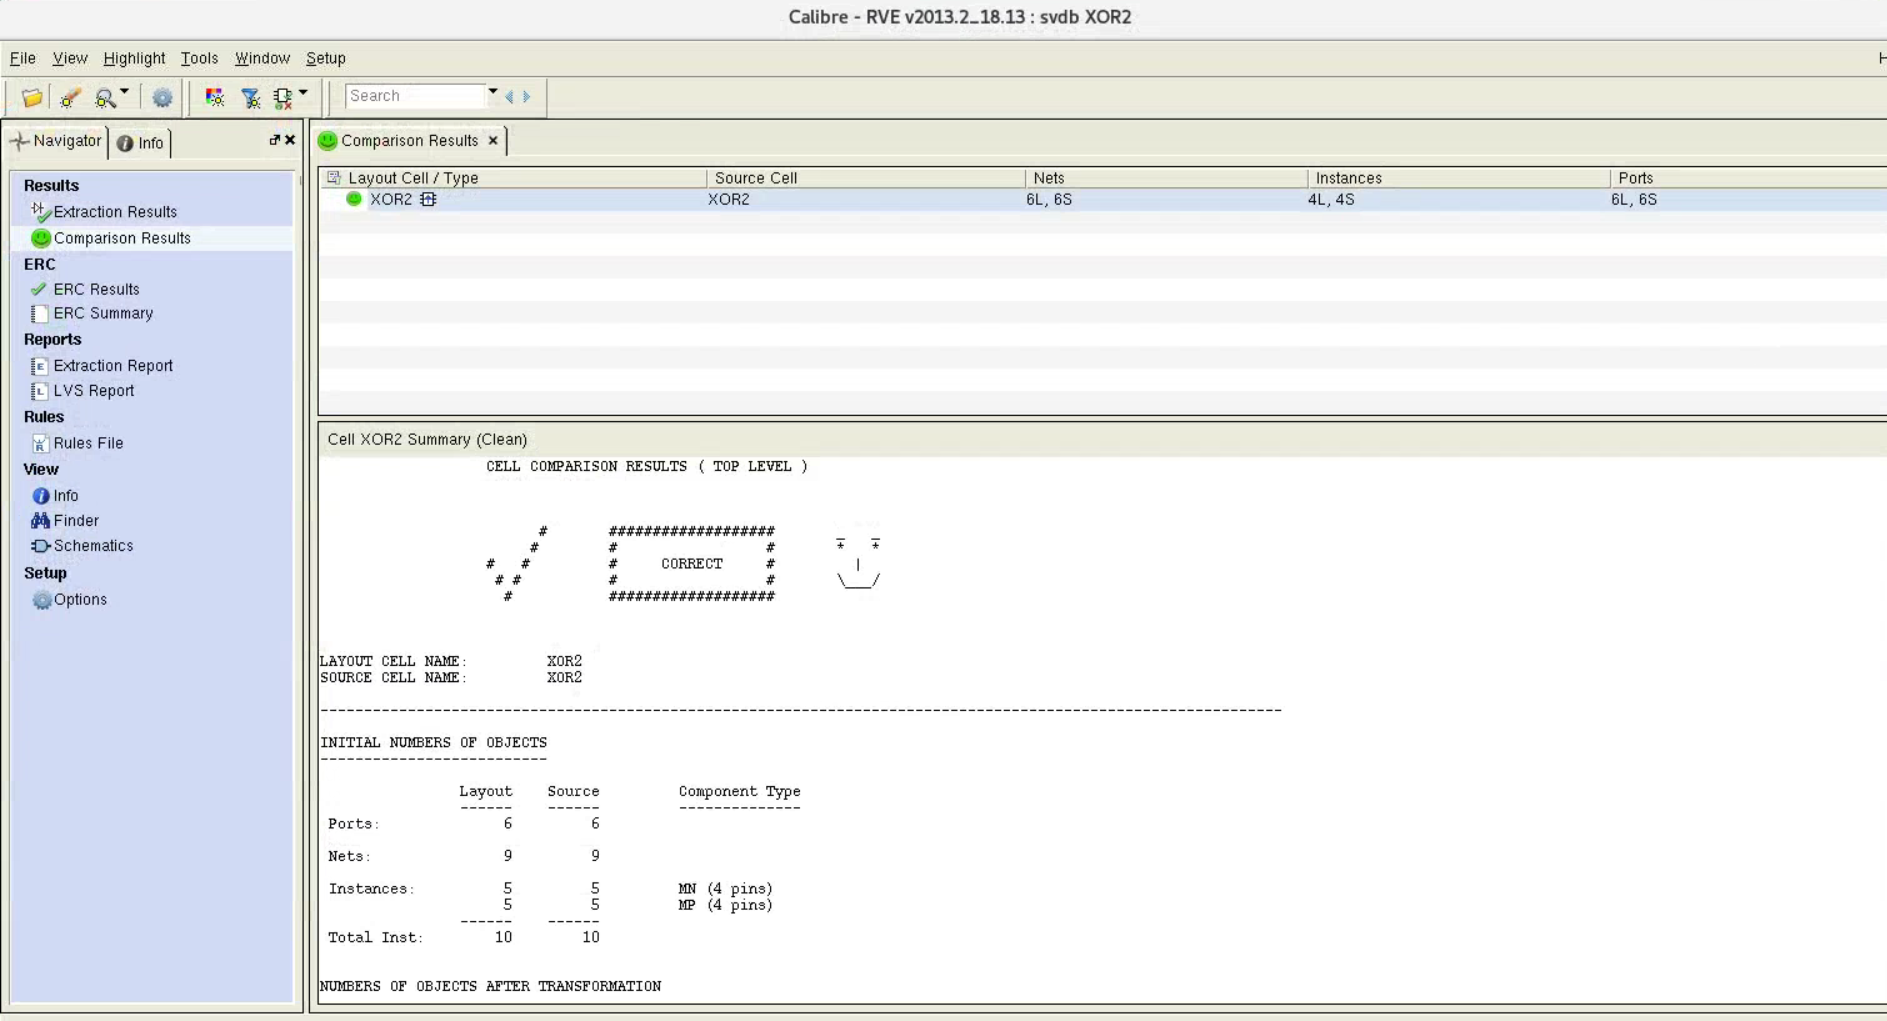 Calibre - RVE v2013.2_18.13 : svdb XOR2
File View Highlight Tools Window Setup H
Search
Navigator Info
Comparison Results
Results
Extraction Results
Comparison Results
ERC
ERC Results
ERC Summary
Reports
Extraction Report
LVS Report
Rules
Rules File
View
Info
Finder
Schematics
Setup
Options
Layout Cell / Type Source Cell Nets Instances Ports
XOR2 XOR2 6L, 6S 4L, 4S 6L, 6S
Cell XOR2 Summary (Clean)
CELL COMPARISON RESULTS ( TOP LEVEL )
# ################### _ _
# # # * *
# # # CORRECT # |
# # # # \___/
# ###################
LAYOUT CELL NAME: XOR2
SOURCE CELL NAME: XOR2
--------------------------------------------------------------------------------------------------------------
INITIAL NUMBERS OF OBJECTS
--------------------------
Layout Source Component Type
------ ------ --------------
Ports: 6 6
Nets: 9 9
Instances: 5 5 MN (4 pins)
5 5 MP (4 pins)
------ ------
Total Inst: 10 10
NUMBERS OF OBJECTS AFTER TRANSFORMATION